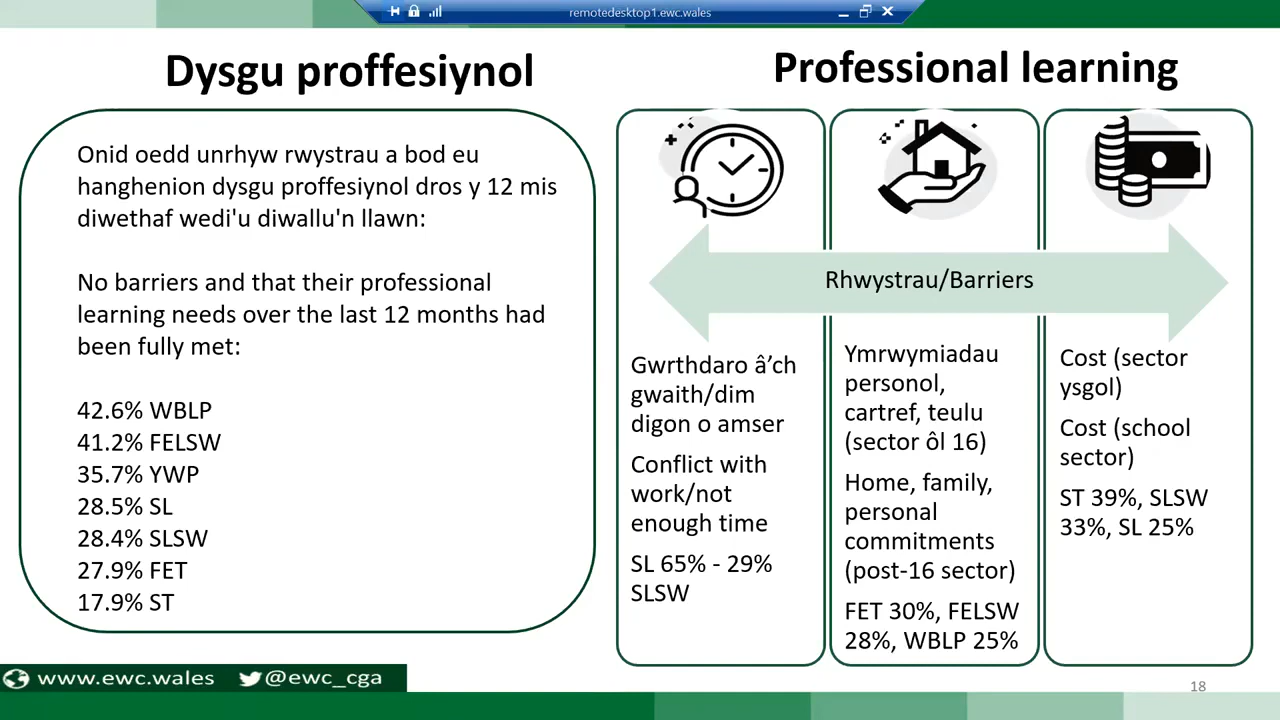 remotedesktop1.ewc.wales
Dysgu proffesiynol
Onid oedd unrhyw rwystrau a bod eu
hanghenion dysgu proffesiynol dros y 12 mis
diwethaf wedi'u diwallu'n llawn:
No barriers and that their professional
learning needs over the last 12 months had
been fully met:
42.6% WBLP
41.2% FELSW
35.7% YWP
28.5% SL
28.4% SLSW
27.9% FET
17.9% ST
Professional learning
Rhwystrau/Barriers
Gwrthdaro â’ch
gwaith/dim
digon o amser
Conflict with
work/not
enough time
SL 65% - 29%
SLSW
Ymrwymiadau
personol,
cartref, teulu
(sector ôl 16)
Home, family,
personal
commitments
(post-16 sector)
FET 30%, FELSW
28%, WBLP 25%
Cost (sector
ysgol)
Cost (school
sector)
ST 39%, SLSW
33%, SL 25%
www.ewc.wales @ewc_cga
18